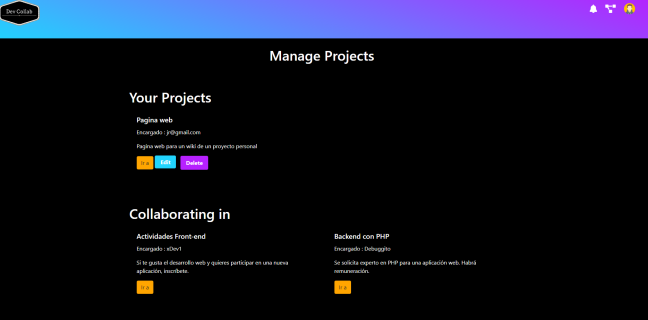 Dev Collab
Manage Projects
Your Projects
Pagina web
Encargado : jr@gmail.com
Pagina web para un wiki de un proyecto personal
Ir a
Edit
Delete
Collaborating in
Actividades Front-end
Encargado : xDev1
Si te gusta el desarrollo web y quieres participar en una nueva
aplicación, inscríbete.
Ir a
Backend con PHP
Encargado : Debuggito
Se solicita experto en PHP para una aplicación web. Habrá
remuneración.
Ir a